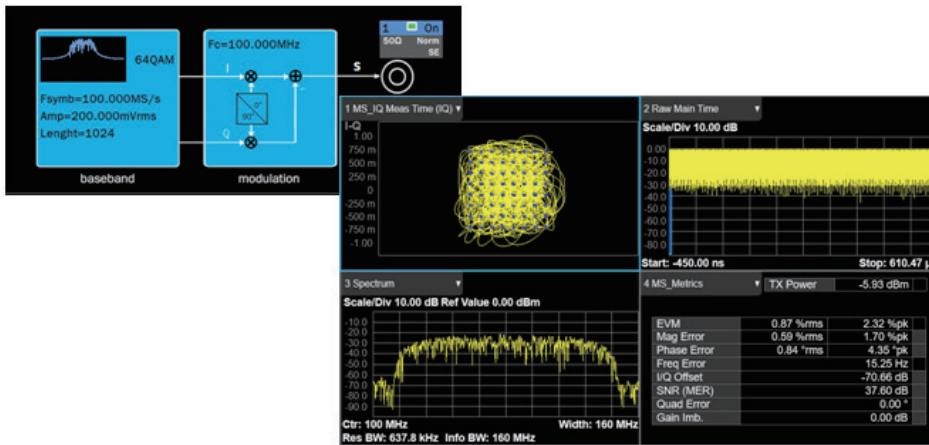 64QAM
Fsymb=100.000MS/s
Amp=200.000mVrms
Lenght=1024
baseband
Fc=100.000MHz
I
0°
90°
Q
-
modulation
S
1 On
50Ω Norm
SE
1 MS_IQ Meas Time (IQ)
I-Q
1.00
750 m
500 m
250 m
0
-250 m
-500 m
-750 m
-1.00
2 Raw Main Time
Scale/Div 10.00 dB
0.00
-10.0
-20.0
-30.0
-40.0
-50.0
-60.0
-70.0
-80.0
Start: -450.00 ns Stop: 610.47
3 Spectrum
Scale/Div 10.00 dB Ref Value 0.00 dBm
-10.0
-20.0
-30.0
-40.0
-50.0
-60.0
-70.0
-80.0
-90.0
Ctr: 100 MHz Width: 160 MHz
Res BW: 637.8 kHz Info BW: 160 MHz
4 MS_Metrics TX Power -5.93 dBm
EVM 0.87 %rms 2.32 %pk
Mag Error 0.59 %rms 1.70 %pk
Phase Error 0.84 °rms 4.35 °pk
Freq Error 15.25 Hz
I/Q Offset -70.66 dB
SNR (MER) 37.60 dB
Quad Error 0.00 °
Gain Imb. 0.00 dB